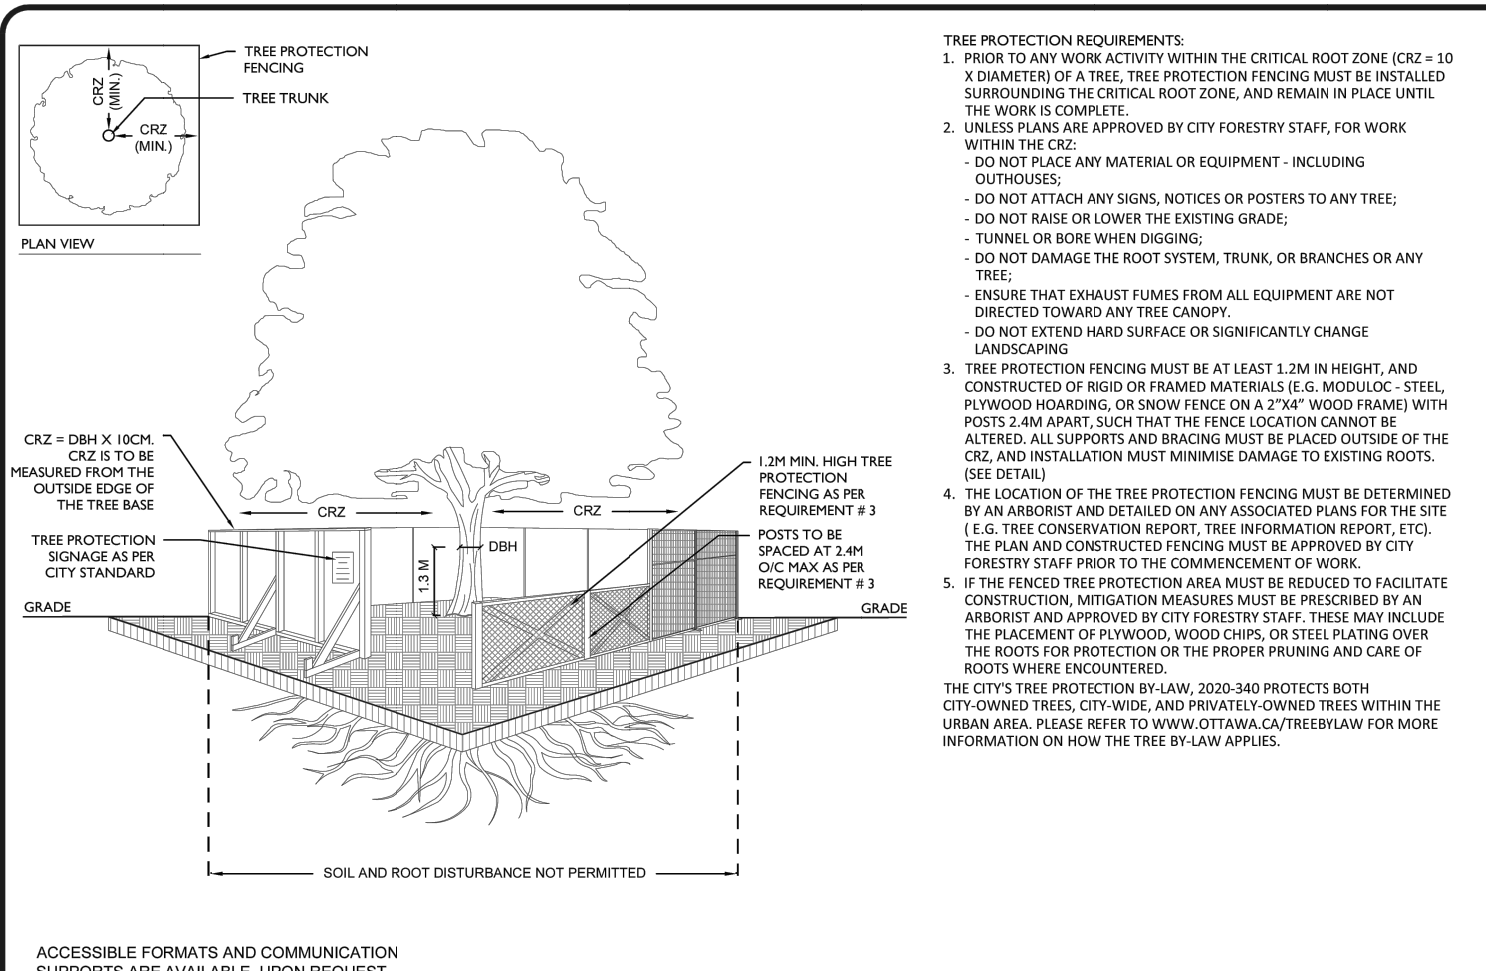 TREE PROTECTION
FENCING
TREE TRUNK
CRZ
(MIN.)
CRZ
(MIN.)
PLAN VIEW
CRZ = DBH X 10CM.
CRZ IS TO BE
MEASURED FROM THE
OUTSIDE EDGE OF
THE TREE BASE
TREE PROTECTION
SIGNAGE AS PER
CITY STANDARD
GRADE
CRZ
CRZ
DBH
1.3 M
1.2M MIN. HIGH TREE
PROTECTION
FENCING AS PER
REQUIREMENT # 3
POSTS TO BE
SPACED AT 2.4M
O/C MAX AS PER
REQUIREMENT # 3
GRADE
SOIL AND ROOT DISTURBANCE NOT PERMITTED
ACCESSIBLE FORMATS AND COMMUNICATION
SUPPORTS ARE AVAILABLE, UPON REQUEST
TREE PROTECTION REQUIREMENTS:
1. PRIOR TO ANY WORK ACTIVITY WITHIN THE CRITICAL ROOT ZONE (CRZ = 10
X DIAMETER) OF A TREE, TREE PROTECTION FENCING MUST BE INSTALLED
SURROUNDING THE CRITICAL ROOT ZONE, AND REMAIN IN PLACE UNTIL
THE WORK IS COMPLETE.
2. UNLESS PLANS ARE APPROVED BY CITY FORESTRY STAFF, FOR WORK
WITHIN THE CRZ:
- DO NOT PLACE ANY MATERIAL OR EQUIPMENT - INCLUDING
OUTHOUSES;
- DO NOT ATTACH ANY SIGNS, NOTICES OR POSTERS TO ANY TREE;
- DO NOT RAISE OR LOWER THE EXISTING GRADE;
- TUNNEL OR BORE WHEN DIGGING;
- DO NOT DAMAGE THE ROOT SYSTEM, TRUNK, OR BRANCHES OR ANY
TREE;
- ENSURE THAT EXHAUST FUMES FROM ALL EQUIPMENT ARE NOT
DIRECTED TOWARD ANY TREE CANOPY.
- DO NOT EXTEND HARD SURFACE OR SIGNIFICANTLY CHANGE
LANDSCAPING
3. TREE PROTECTION FENCING MUST BE AT LEAST 1.2M IN HEIGHT, AND
CONSTRUCTED OF RIGID OR FRAMED MATERIALS (E.G. MODULOC - STEEL,
PLYWOOD HOARDING, OR SNOW FENCE ON A 2”X4” WOOD FRAME) WITH
POSTS 2.4M APART, SUCH THAT THE FENCE LOCATION CANNOT BE
ALTERED. ALL SUPPORTS AND BRACING MUST BE PLACED OUTSIDE OF THE
CRZ, AND INSTALLATION MUST MINIMISE DAMAGE TO EXISTING ROOTS.
(SEE DETAIL)
4. THE LOCATION OF THE TREE PROTECTION FENCING MUST BE DETERMINED
BY AN ARBORIST AND DETAILED ON ANY ASSOCIATED PLANS FOR THE SITE
( E.G. TREE CONSERVATION REPORT, TREE INFORMATION REPORT, ETC).
THE PLAN AND CONSTRUCTED FENCING MUST BE APPROVED BY CITY
FORESTRY STAFF PRIOR TO THE COMMENCEMENT OF WORK.
5. IF THE FENCED TREE PROTECTION AREA MUST BE REDUCED TO FACILITATE
CONSTRUCTION, MITIGATION MEASURES MUST BE PRESCRIBED BY AN
ARBORIST AND APPROVED BY CITY FORESTRY STAFF. THESE MAY INCLUDE
THE PLACEMENT OF PLYWOOD, WOOD CHIPS, OR STEEL PLATING OVER
THE ROOTS FOR PROTECTION OR THE PROPER PRUNING AND CARE OF
ROOTS WHERE ENCOUNTERED.
THE CITY'S TREE PROTECTION BY-LAW, 2020-340 PROTECTS BOTH
CITY-OWNED TREES, CITY-WIDE, AND PRIVATELY-OWNED TREES WITHIN THE
URBAN AREA. PLEASE REFER TO WWW.OTTAWA.CA/TREEBYLAW FOR MORE
INFORMATION ON HOW THE TREE BY-LAW APPLIES.